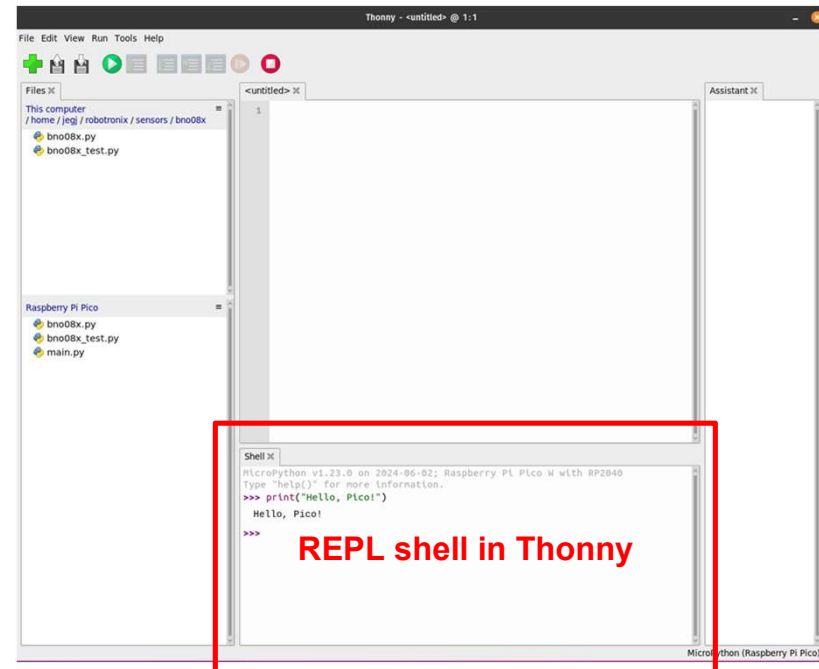 Thonny - <untitled> @ 1:1
File Edit View Run Tools Help
Files
This computer
/ home / jegj / robotronix / sensors / bno08x
bno08x.py
bno08x_test.py
Raspberry Pi Pico
bno08x.py
bno08x_test.py
main.py
<untitled>
1
Shell
MicroPython v1.23.0 on 2024-06-02; Raspberry Pi Pico W with RP2040
Type "help()" for more information.
>>> print("Hello, Pico!")
Hello, Pico!
>>>
REPL shell in Thonny
Assistant
MicroPython (Raspberry Pi Pico)